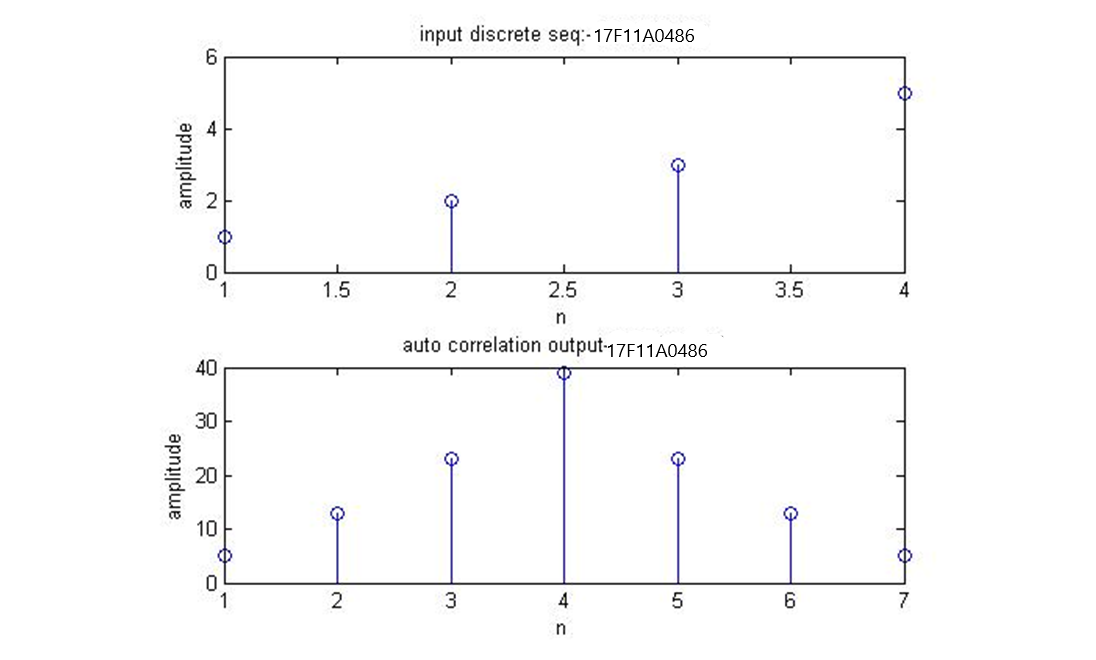 input discrete seq:-17F11A0486
6
4
2
0
amplitude
1 1.5 2 2.5 3 3.5 4
n
auto correlation output-17F11A0486
40
30
20
10
0
amplitude
1 2 3 4 5 6 7
n